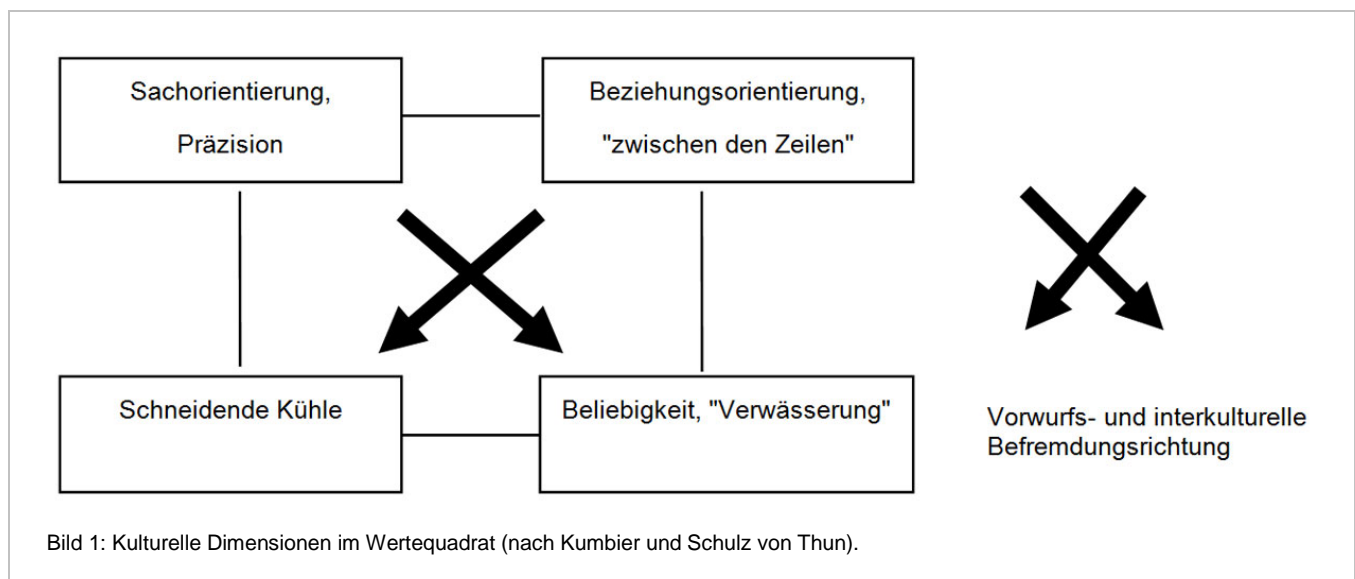 Sachorientierung,
Präzision
Beziehungsorientierung,
"zwischen den Zeilen"
Schneidende Kühle
Beliebigkeit, "Verwässerung"
Vorwurfs- und interkulturelle
Befremdungsrichtung
Bild 1: Kulturelle Dimensionen im Wertequadrat (nach Kumbier und Schulz von Thun).